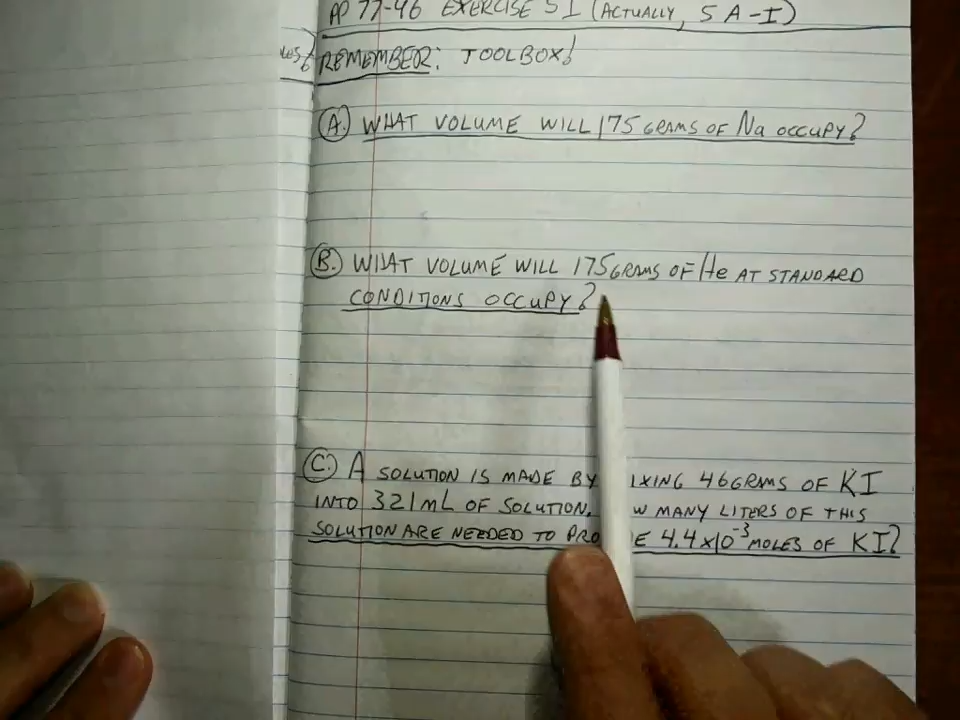 AP 77-46 EXERCISE 5 I (ACTUALLY, 5 A-I)
REMEMBER: TOOLBOX!
(A.) WHAT VOLUME WILL 175 GRAMS OF Na OCCUPY?
(B.) WHAT VOLUME WILL 175 GRAMS OF He AT STANDARD
CONDITIONS OCCUPY?
(C.) A SOLUTION IS MADE BY IXING 46 GRAMS OF KI
INTO 321 mL OF SOLUTION. W MANY LITERS OF THIS
SOLUTION ARE NEEDED TO PRO E 4.4×10⁻³ MOLES OF KI?